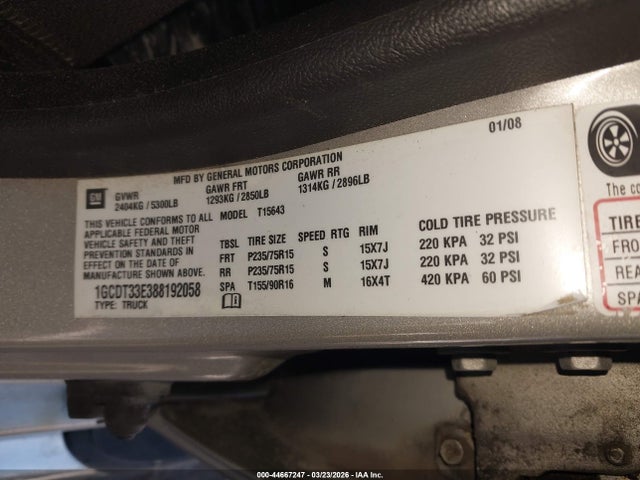 01/08
MFD BY GENERAL MOTORS CORPORATION
GM
GVWR GAWR FRT GAWR RR
2404KG / 5300LB 1293KG / 2850LB 1314KG / 2896LB
THIS VEHICLE CONFORMS TO ALL
APPLICABLE FEDERAL MOTOR
VEHICLE SAFETY AND THEFT
PREVENTION STANDARDS IN
EFFECT ON THE DATE OF
MANUFACTURE SHOWN ABOVE.
1GCDT33E388192058
TYPE: TRUCK
MODEL T15643
TBSL TIRE SIZE SPEED RTG RIM COLD TIRE PRESSURE
FRT P235/75R15 S 15X7J 220 KPA 32 PSI
RR P235/75R15 S 15X7J 220 KPA 32 PSI
SPA T155/90R16 M 16X4T 420 KPA 60 PSI
The co
TIRE
FRO
REA
SPA
000-44667247 - 03/23/2026 - IAA Inc.